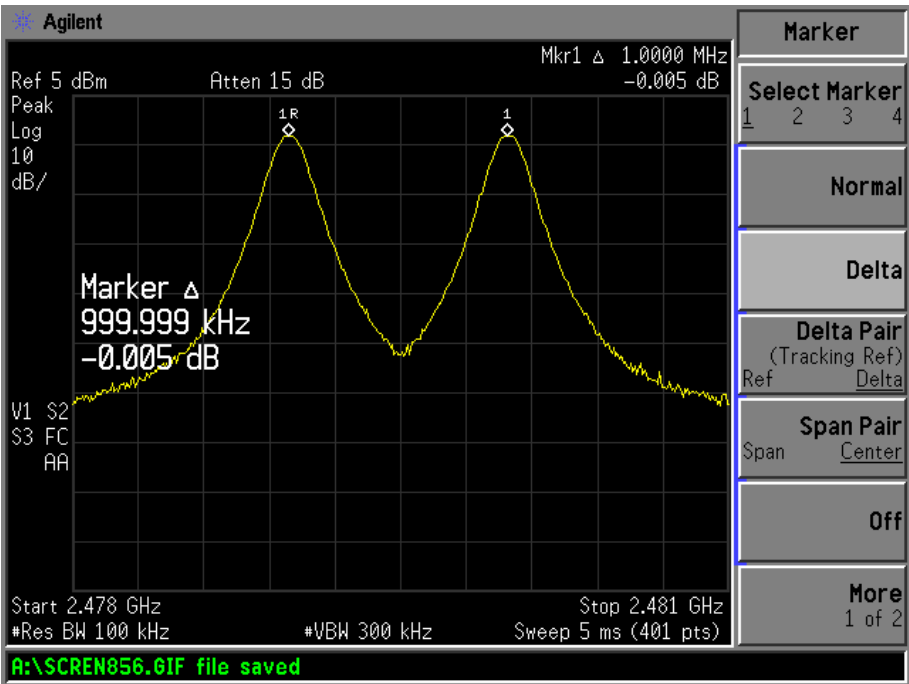 Agilent
Mkr1 Δ 1.0000 MHz
Ref 5 dBm Atten 15 dB -0.005 dB
Peak
Log
10
dB/
1R
1
Marker Δ
999.999 kHz
-0.005 dB
V1 S2
S3 FC
AA
Start 2.478 GHz Stop 2.481 GHz
#Res BW 100 kHz #VBW 300 kHz Sweep 5 ms (401 pts)
A:\SCREN856.GIF file saved
Marker
Select Marker
1 2 3 4
Normal
Delta
Delta Pair
(Tracking Ref)
Ref Delta
Span Pair
Span Center
Off
More
1 of 2